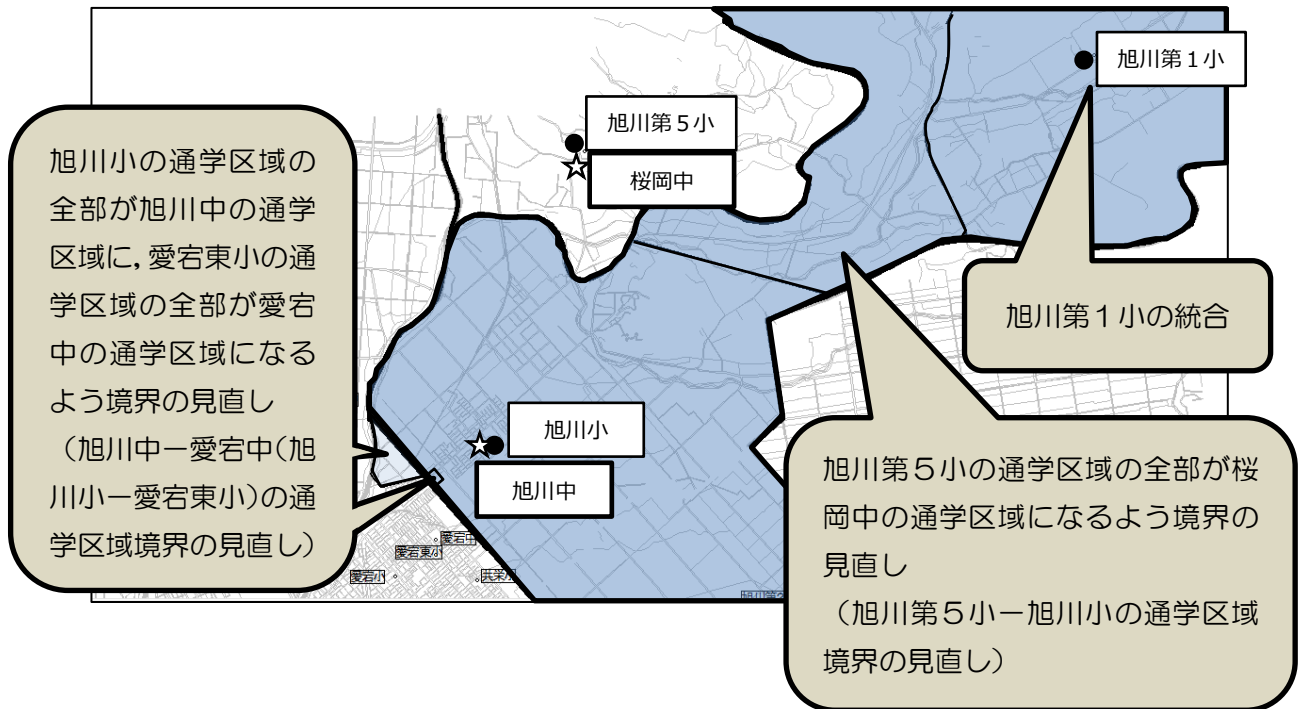 旭川第１小
旭川第５小
桜岡中
旭川小の通学区域の
全部が旭川中の通学
区域に，愛宕東小の通
学区域の全部が愛宕
中の通学区域になる
よう境界の見直し
（旭川中－愛宕中(旭
川小－愛宕東小)の通
学区域境界の見直し）
旭川第１小の統合
旭川小
旭川中
旭川第５小の通学区域の全部が桜
岡中の通学区域になるよう境界の
見直し
（旭川第５小－旭川小の通学区域
境界の見直し）
愛宕中
愛宕東小
愛宕小